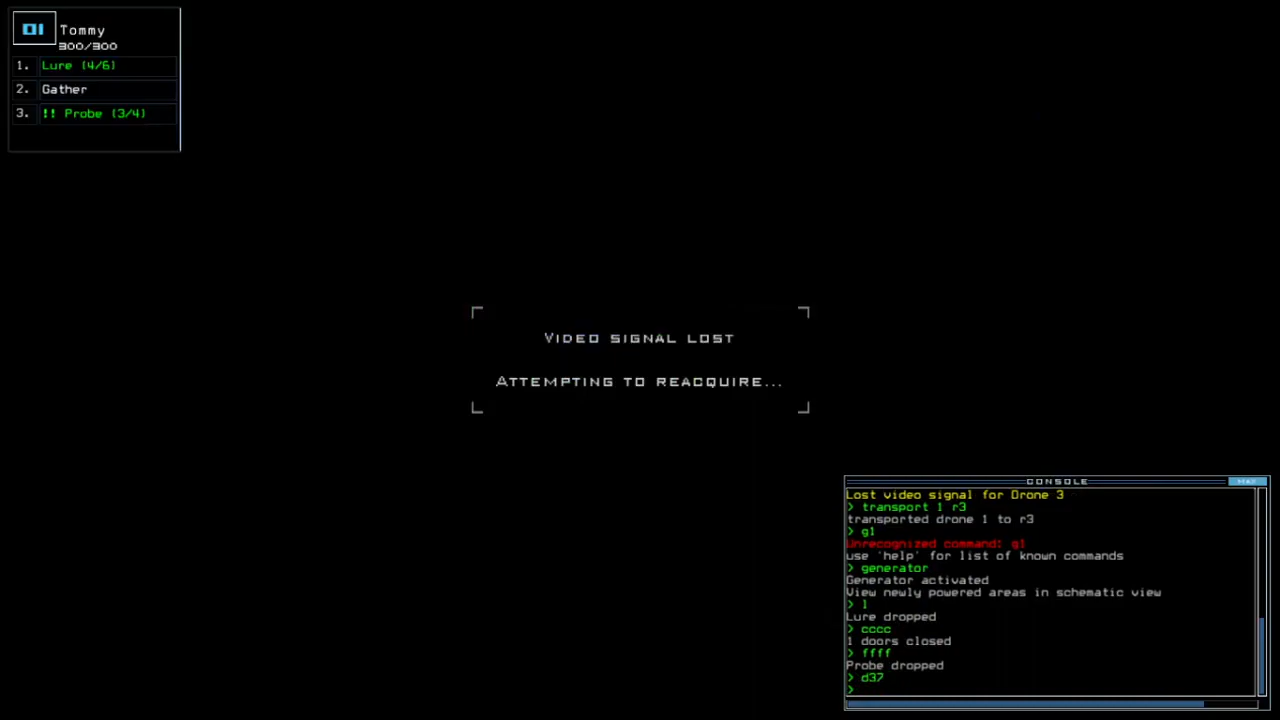 01 Tommy
300/300
1. Lure (4/6)
2. Gather
3. !! Probe (3/4)
VIDEO SIGNAL LOST
ATTEMPTING TO REACQUIRE...
CONSOLE
Lost video signal for Drone 3
> transport 1 r3
transported drone 1 to r3
> g1
Unrecognized command: g1
use 'help' for list of known commands
> generator
Generator activated
View newly powered areas in schematic view
> l
Lure dropped
> cccc
1 doors closed
> ffff
Probe dropped
> d37
>